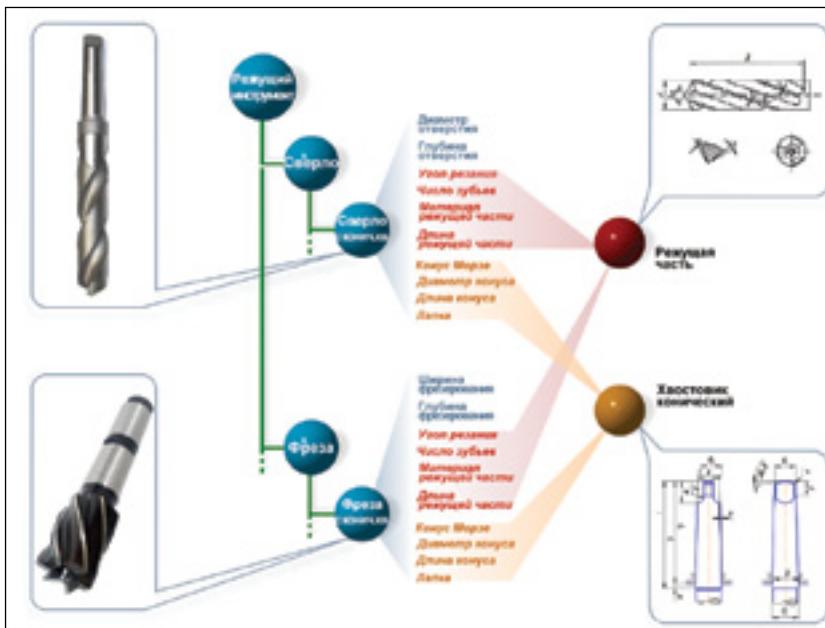 Режущий
инструмент
Сверло
Сверло
Диаметр
отверстия
Глубина
отверстия
Угол резания
Число зубьев
Материал
режущей части
Длина
режущей части
Конус Морзе
Диаметр конуса
Длина конуса
Лапка
Режущая
часть
Фреза
Фреза
Ширина
фрезерования
Глубина
фрезерования
Угол резания
Число зубьев
Материал
режущей части
Длина
режущей части
Конус Морзе
Диаметр конуса
Длина конуса
Лапка
Хвостовик
конический